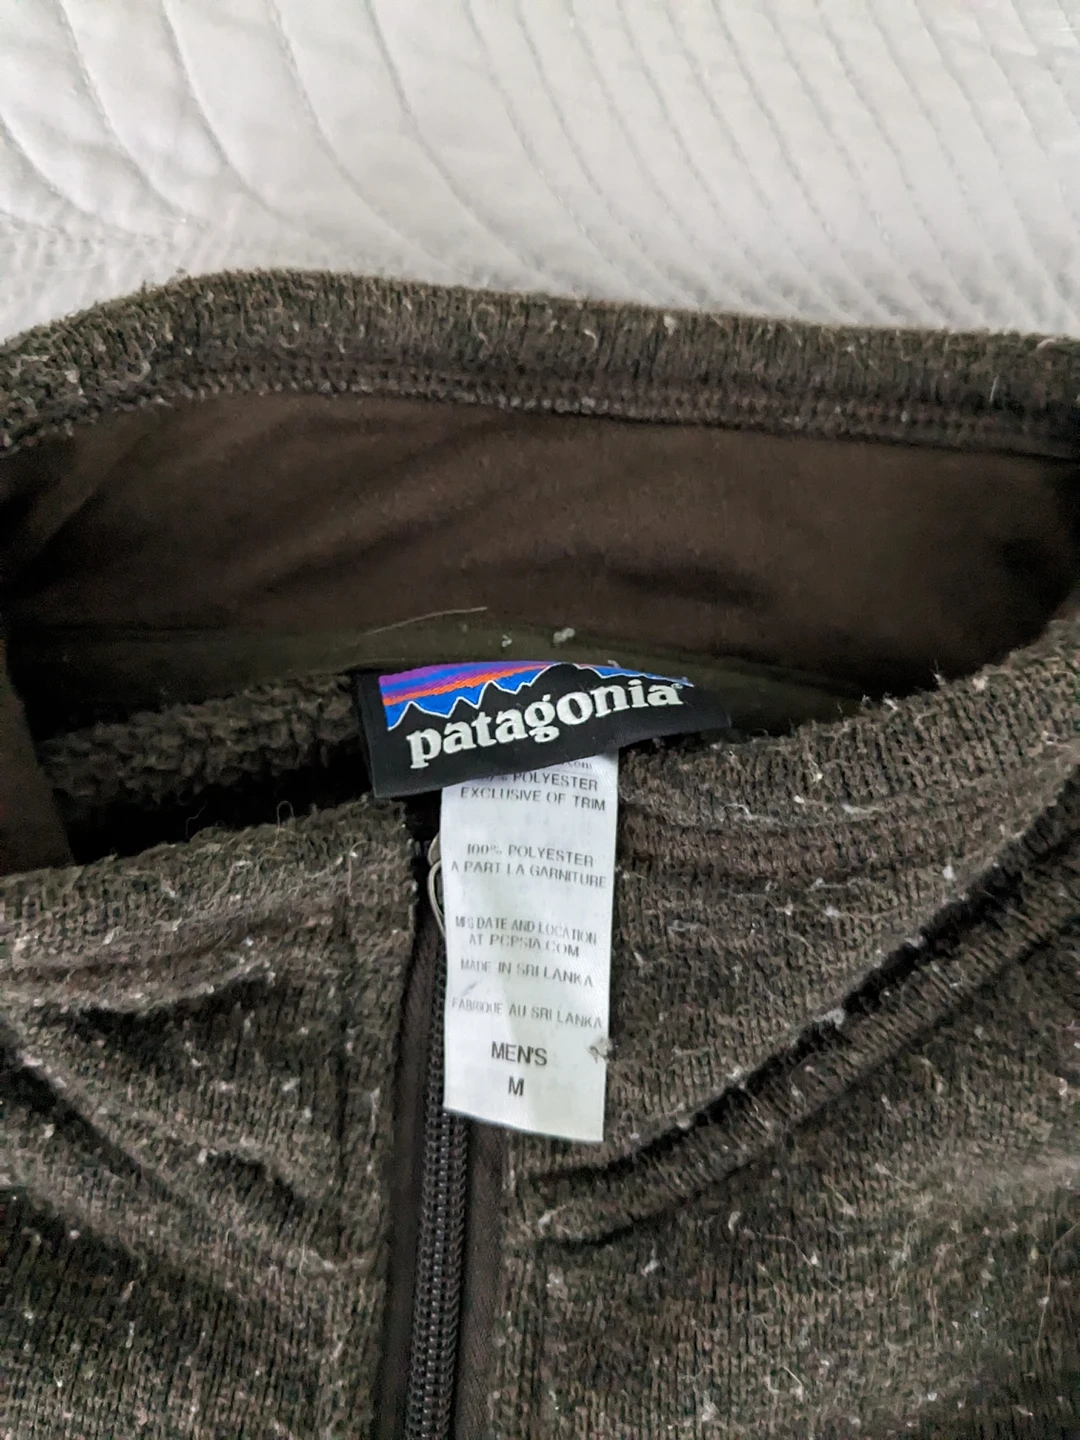 patagonia
% POLYESTER
EXCLUSIVE OF TRIM
100% POLYESTER
A PART LA GARNITURE
MFG DATE AND LOCATION
AT PCPSIA.COM
MADE IN SRI LANKA
FABRIQUE AU SRI LANKA
MEN'S
M